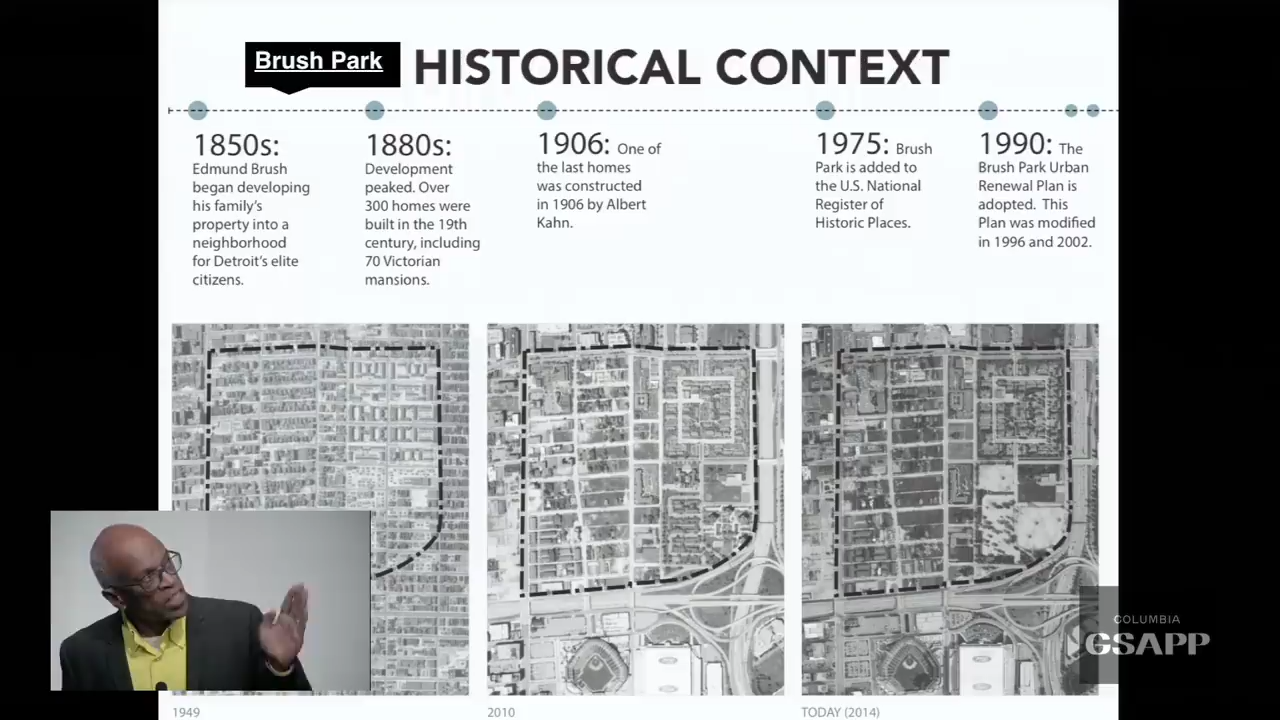 Brush Park
HISTORICAL CONTEXT
1850s:
Edmund Brush
began developing
his family's
property into a
neighborhood
for Detroit's elite
citizens.
1880s:
Development
peaked. Over
300 homes were
built in the 19th
century, including
70 Victorian
mansions.
1906: One of
the last homes
was constructed
in 1906 by Albert
Kahn.
1975: Brush
Park is added to
the U.S. National
Register of
Historic Places.
1990: The
Brush Park Urban
Renewal Plan is
adopted. This
Plan was modified
in 1996 and 2002.
1949
2010
TODAY (2014)
COLUMBIA
GSAPP